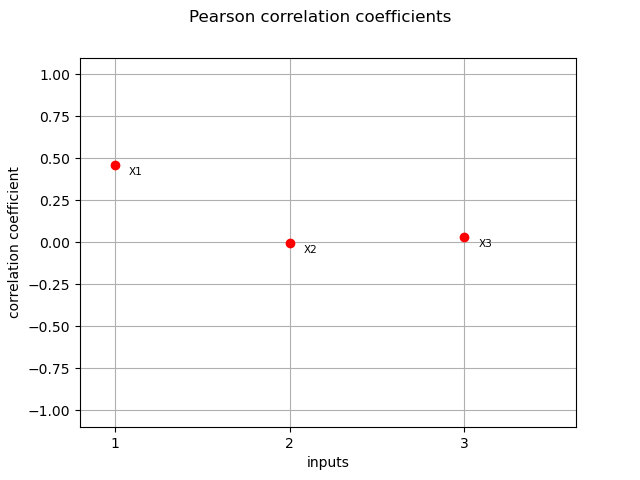 Pearson correlation coefficients
1.00
0.75
0.50
0.25
0.00
−0.25
−0.50
−0.75
−1.00
correlation coefficient
X1
X2
X3
1 2 3
inputs